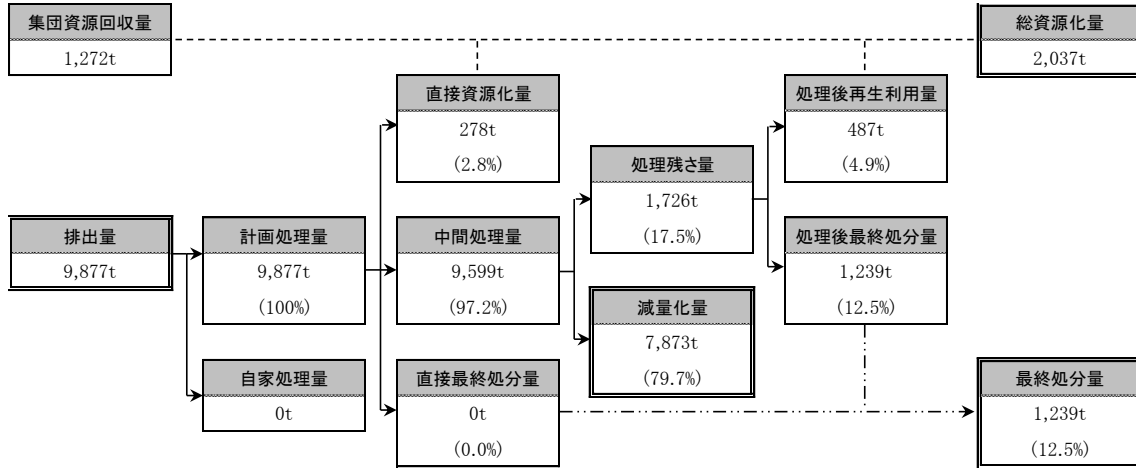 集団資源回収量
1,272t
総資源化量
2,037t
直接資源化量
278t
(2.8%)
処理後再生利用量
487t
(4.9%)
処理残さ量
1,726t
(17.5%)
排出量
9,877t
計画処理量
9,877t
(100%)
中間処理量
9,599t
(97.2%)
処理後最終処分量
1,239t
(12.5%)
減量化量
7,873t
(79.7%)
自家処理量
0t
直接最終処分量
0t
(0.0%)
最終処分量
1,239t
(12.5%)